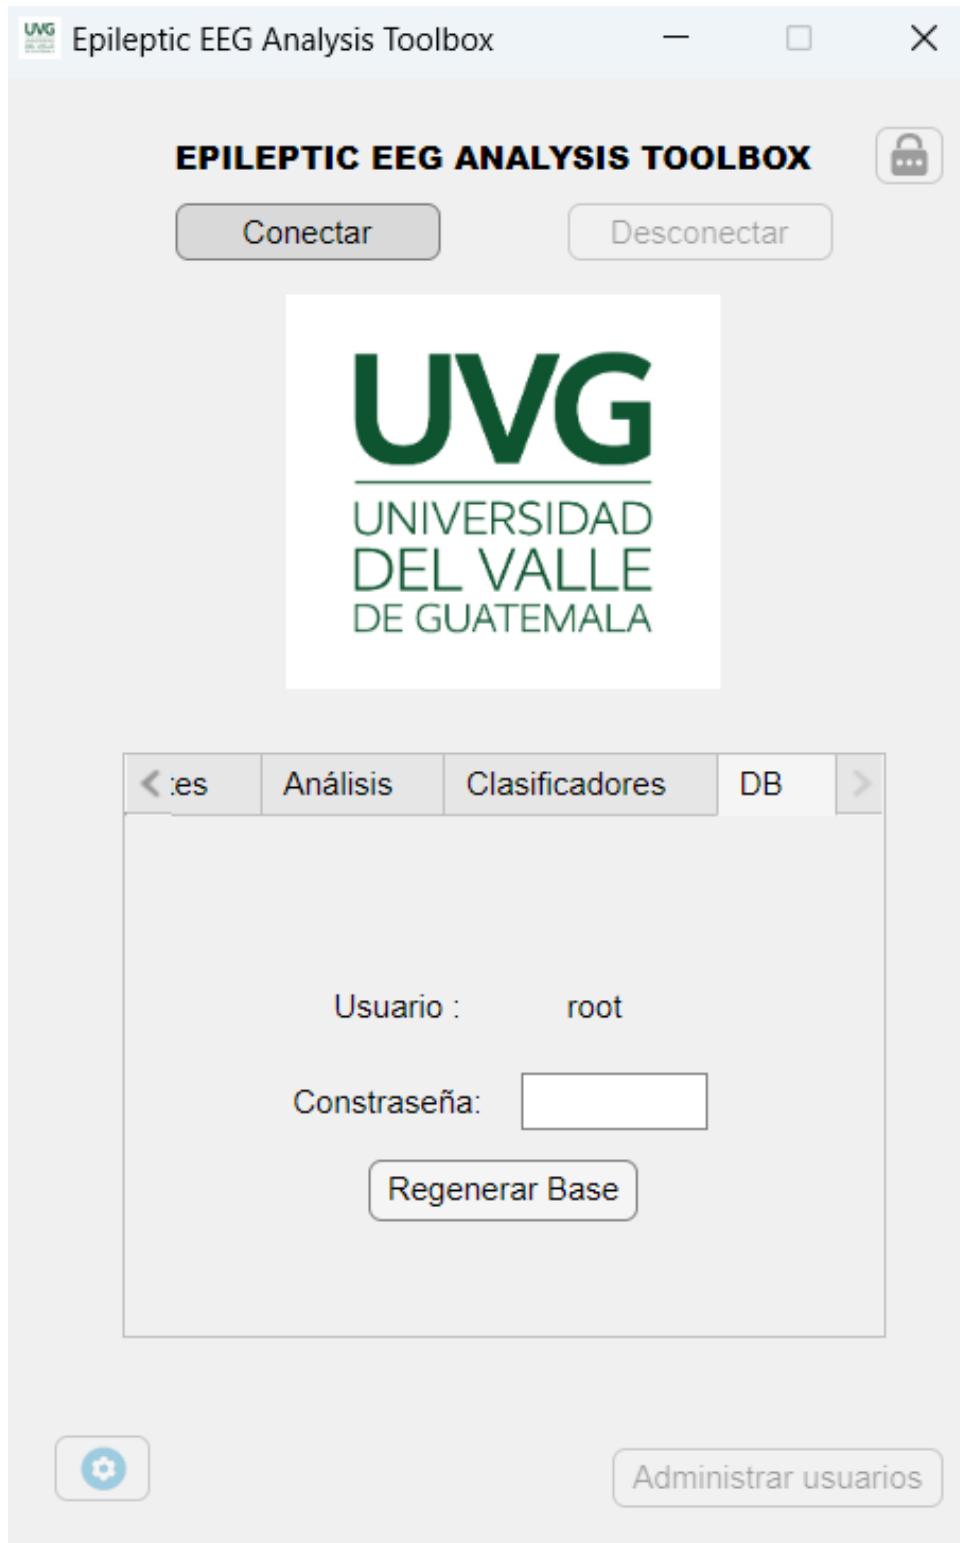 Epileptic EEG Analysis Toolbox
EPILEPTIC EEG ANALYSIS TOOLBOX
Conectar Desconectar
UVG
UNIVERSIDAD
DEL VALLE
DE GUATEMALA
tes Análisis Clasificadores DB
Usuario : root
Constraseña:
Regenerar Base
Administrar usuarios